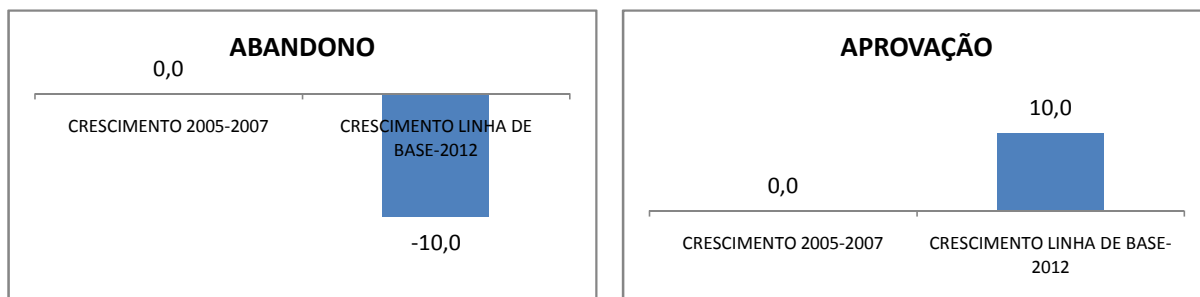 ABANDONO
0,0
CRESCIMENTO 2005-2007
CRESCIMENTO LINHA DE
BASE-2012
-10,0
APROVAÇÃO
10,0
0,0
CRESCIMENTO 2005-2007
CRESCIMENTO LINHA DE BASE-
2012